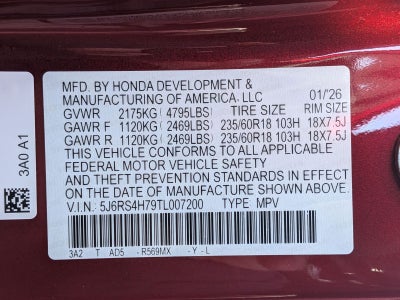 MFD. BY HONDA DEVELOPMENT &
MANUFACTURING OF AMERICA, LLC 01/26
GVWR 2175KG (4795LBS) TIRE SIZE RIM SIZE
GAWR F 1120KG (2469LBS) 235/60R18 103H 18X7.5J
GAWR R 1120KG (2469LBS) 235/60R18 103H 18X7.5J
THIS VEHICLE CONFORMS TO ALL APPLICABLE
FEDERAL MOTOR VEHICLE SAFETY AND
THEFT PREVENTION STANDARDS IN EFFECT
ON THE DATE OF MANUFACTURE SHOWN ABOVE.
V.I.N. 5J6RS4H79TL007200 TYPE: MPV
3A2 T AD5 - R569MX - Y - L
3A0 A1